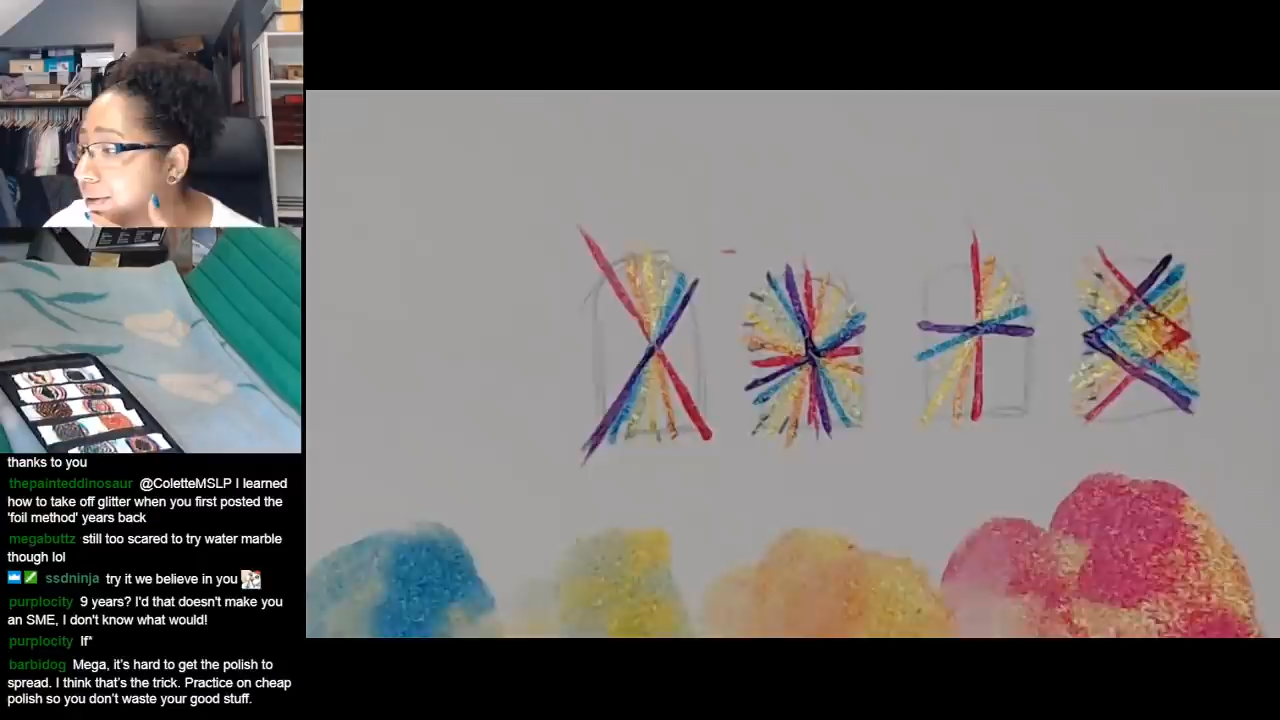 thanks to you
thepainteddinosaur @ColetteMSLP I learned
how to take off glitter when you first posted the
'foil method' years back
megabuttz still too scared to try water marble
though lol
ssdninja try it we believe in you
purplocity 9 years? I'd that doesn't make you
an SME, I don't know what would!
purplocity If*
barbidog Mega, it's hard to get the polish to
spread. I think that's the trick. Practice on cheap
polish so you don't waste your good stuff.